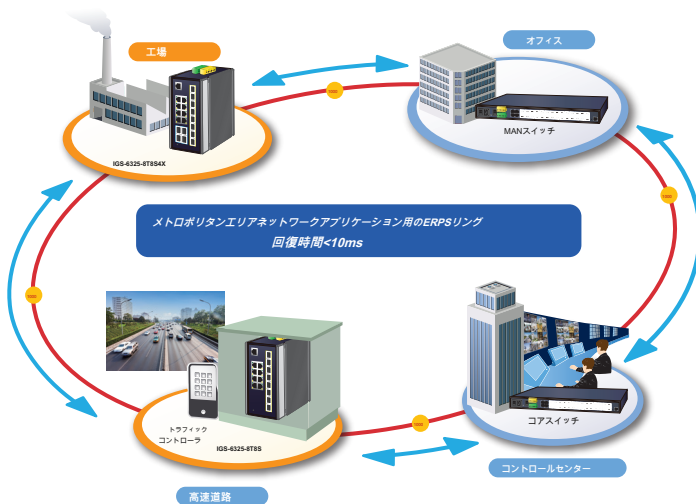 工場
オフィス
MANスイッチ
IGS-6325-8T8S4X
メトロポリタンエリアネットワークアプリケーション用のERPSリング
回復時間<10ms
トラフィック
コントローラ
IGS-6325-8T8S
コアスイッチ
コントロールセンター
高速道路